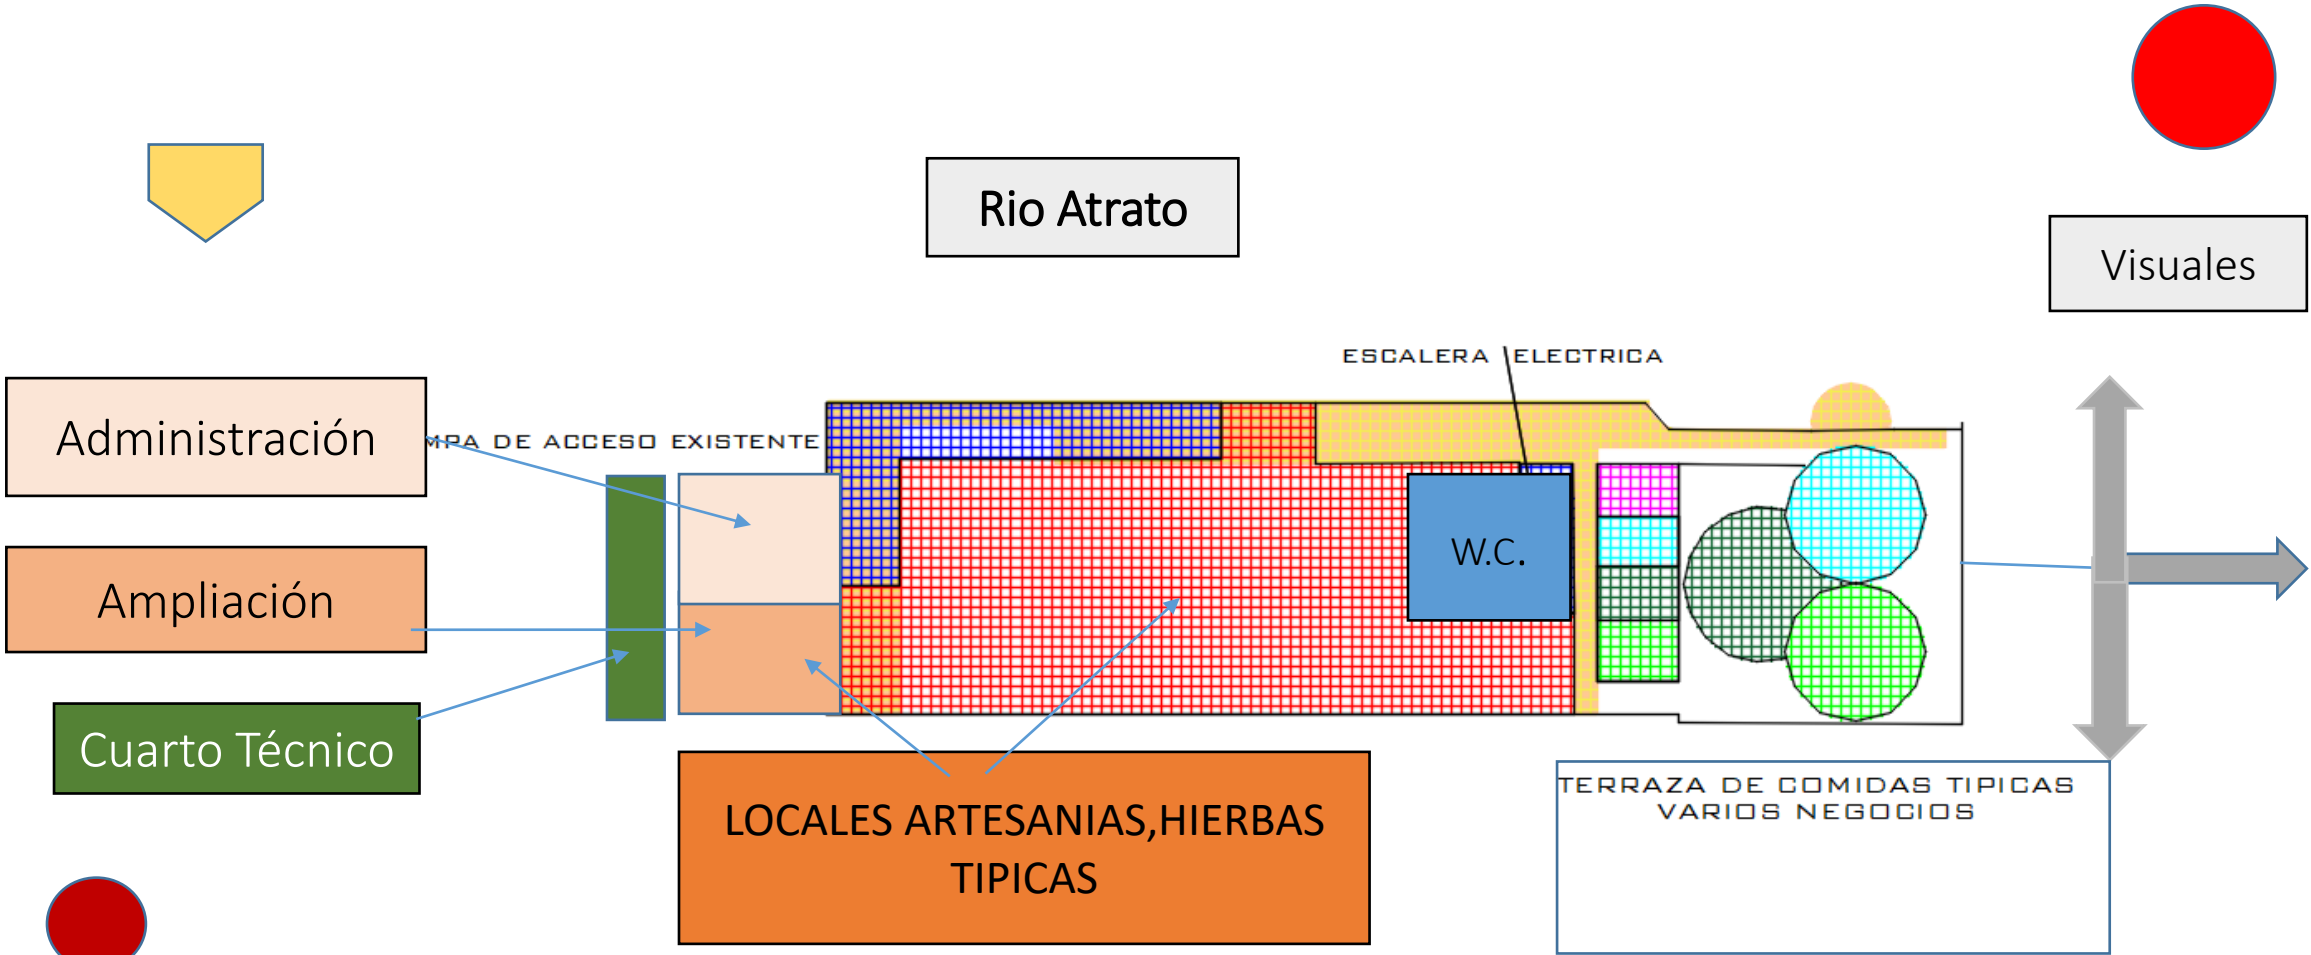 Rio Atrato
Visuales
ESCALERA ELECTRICA
Administración
MPA DE ACCESO EXISTENTE
W.C.
Ampliación
Cuarto Técnico
LOCALES ARTESANIAS,HIERBAS
TIPICAS
TERRAZA DE COMIDAS TIPICAS
VARIOS NEGOCIOS